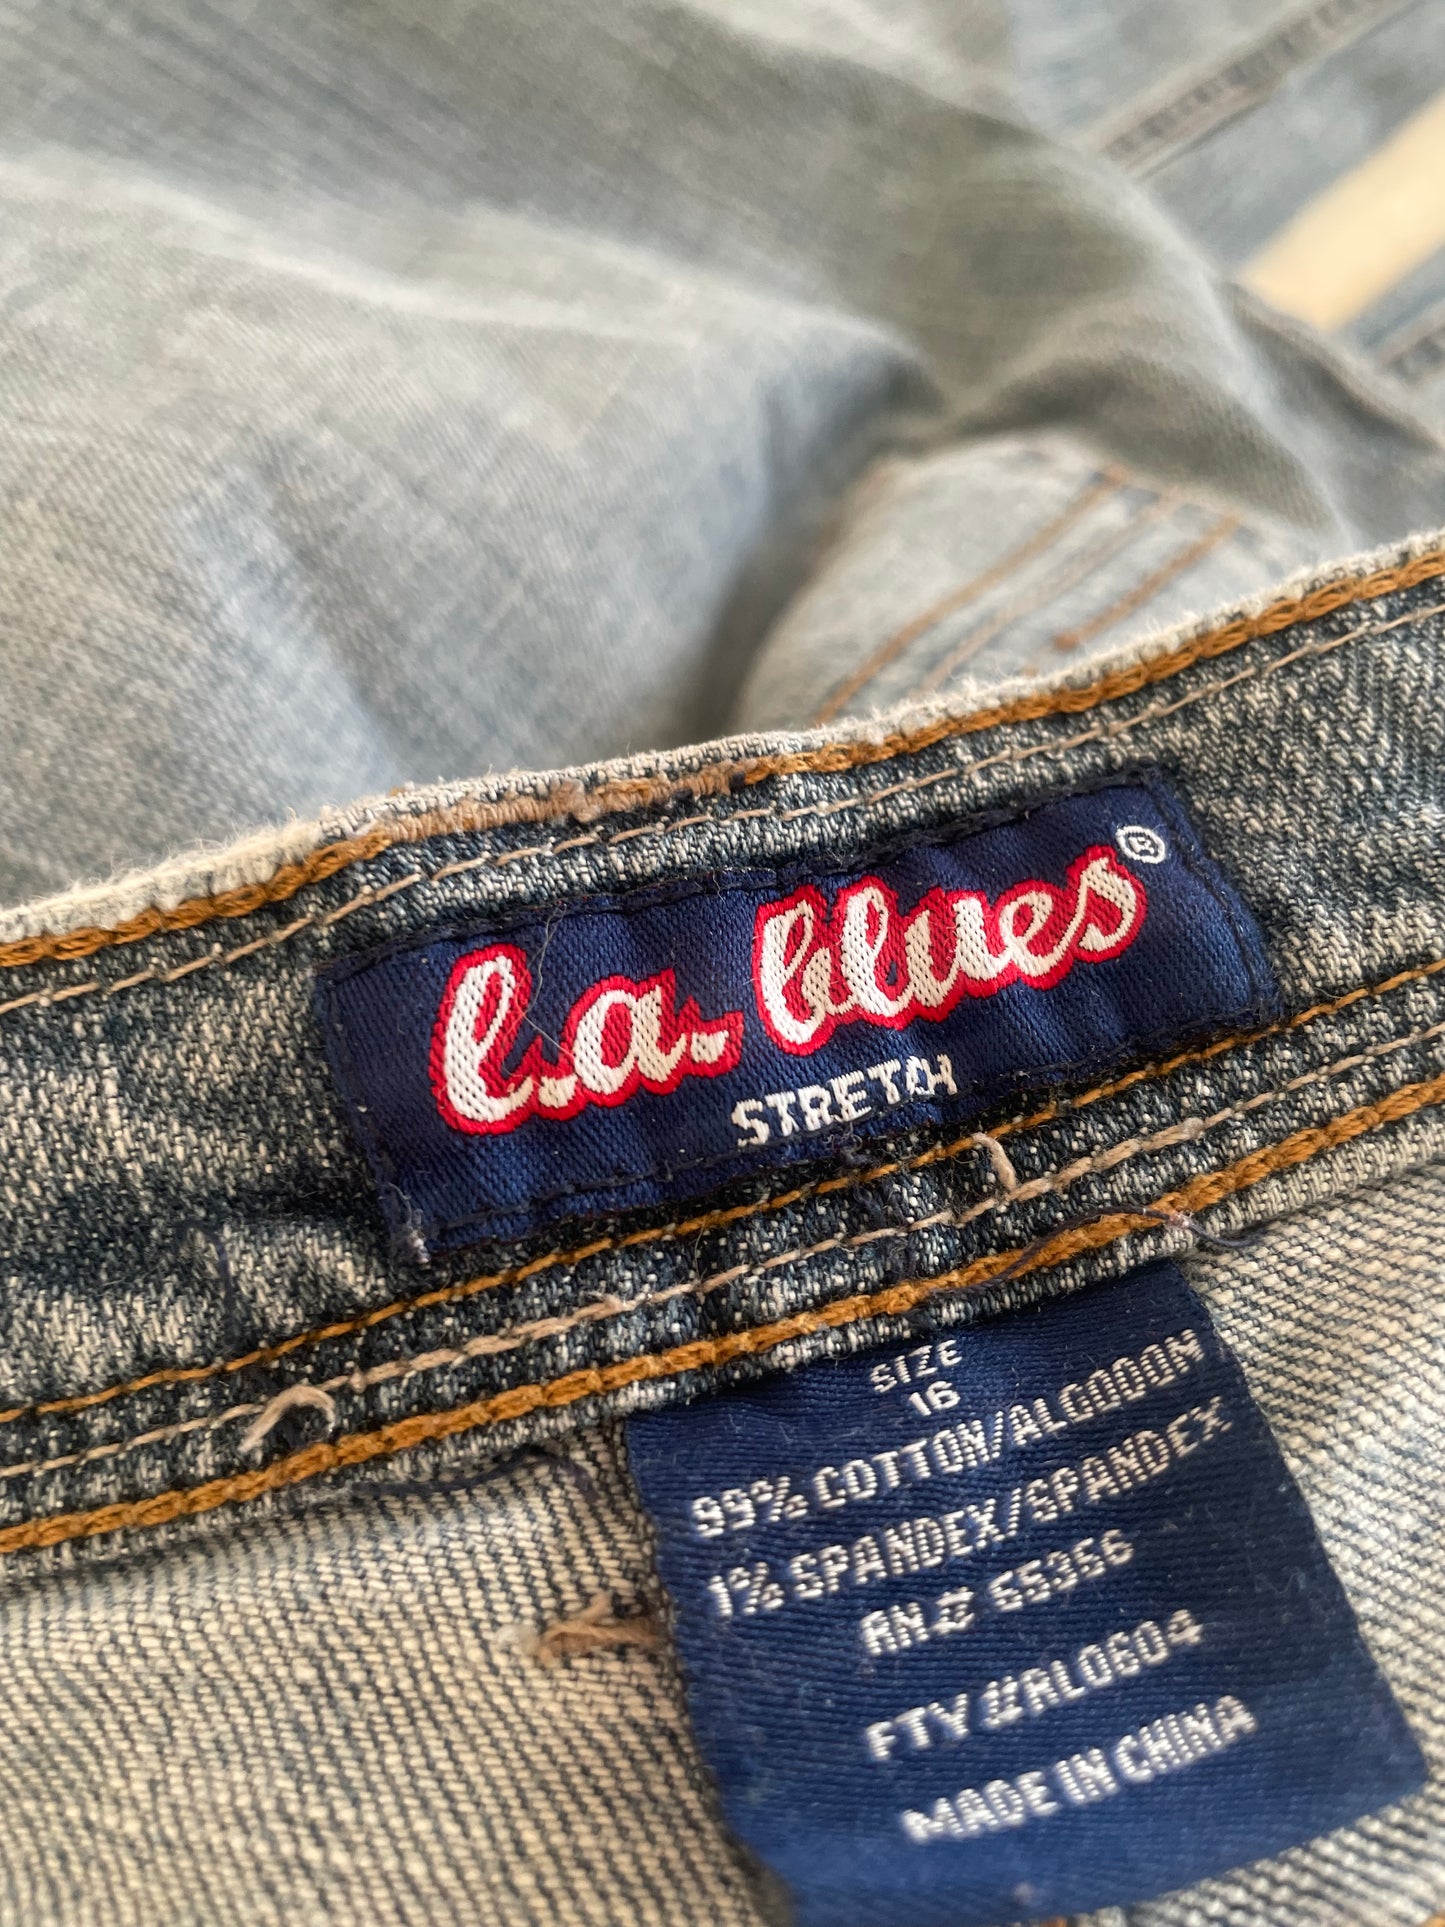 l.a. blues®
STRETCH
SIZE
16
99% COTTON/ALGODON
1% SPANDEX/SPANDEX
RN# 65356
FTY #RL0604
MADE IN CHINA